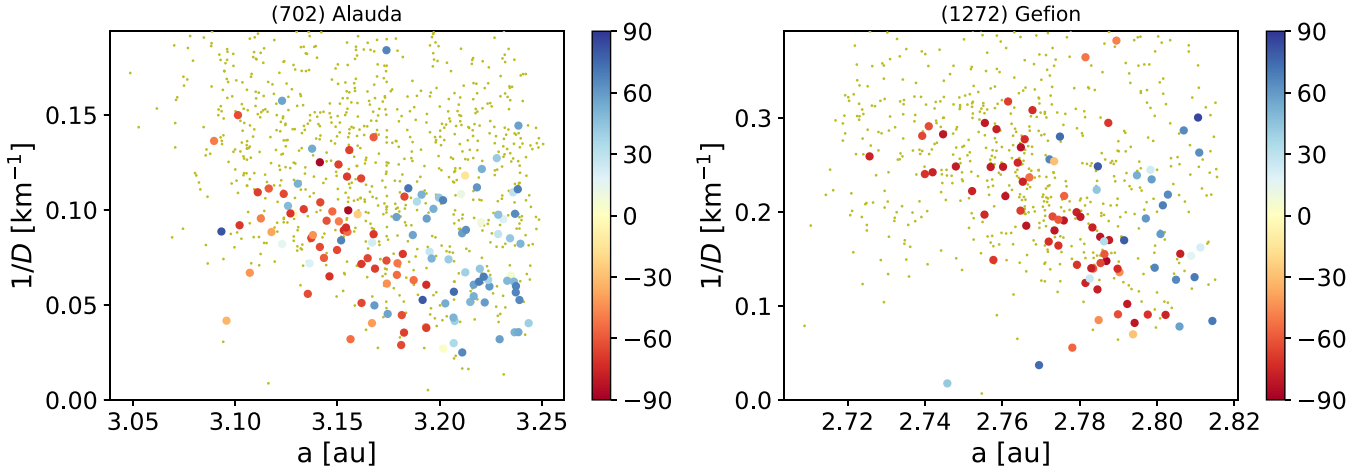 (702) Alauda
1/D [km⁻¹]
0.15
0.10
0.05
0.00
3.05 3.10 3.15 3.20 3.25
a [au]
90
60
30
0
−30
−60
−90
(1272) Gefion
1/D [km⁻¹]
0.3
0.2
0.1
0.0
2.72 2.74 2.76 2.78 2.80 2.82
a [au]
90
60
30
0
−30
−60
−90